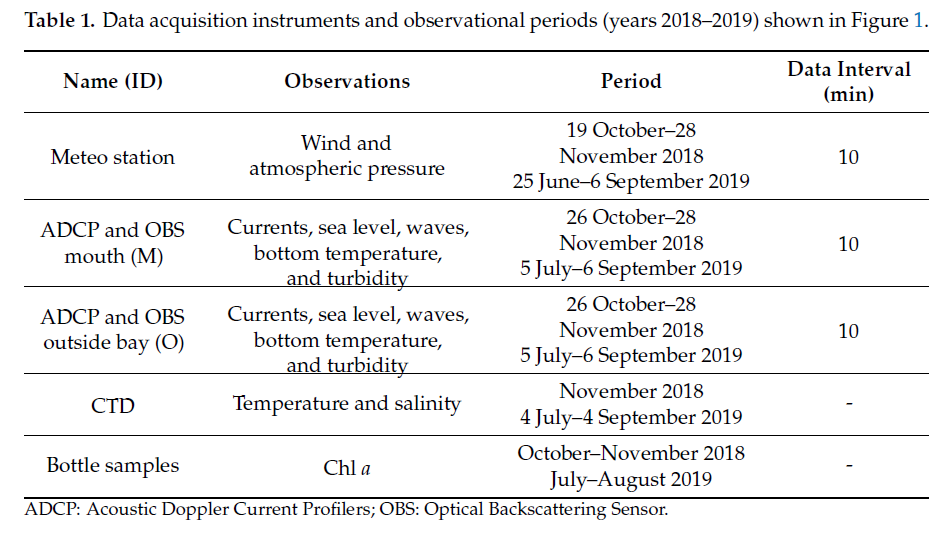 Table 1. Data acquisition instruments and observational periods (years 2018–2019) shown in Figure 1.
Name (ID)
Observations
Period
Data Interval
(min)
Meteo station
Wind and
atmospheric pressure
19 October–28
November 2018
25 June–6 September 2019
10
ADCP and OBS
mouth (M)
Currents, sea level, waves,
bottom temperature,
and turbidity
26 October–28
November 2018
5 July–6 September 2019
10
ADCP and OBS
outside bay (O)
Currents, sea level, waves,
bottom temperature,
and turbidity
26 October–28
November 2018
5 July–6 September 2019
10
CTD
Temperature and salinity
November 2018
4 July–4 September 2019
-
Bottle samples
Chl a
October–November 2018
July–August 2019
-
ADCP: Acoustic Doppler Current Profilers; OBS: Optical Backscattering Sensor.